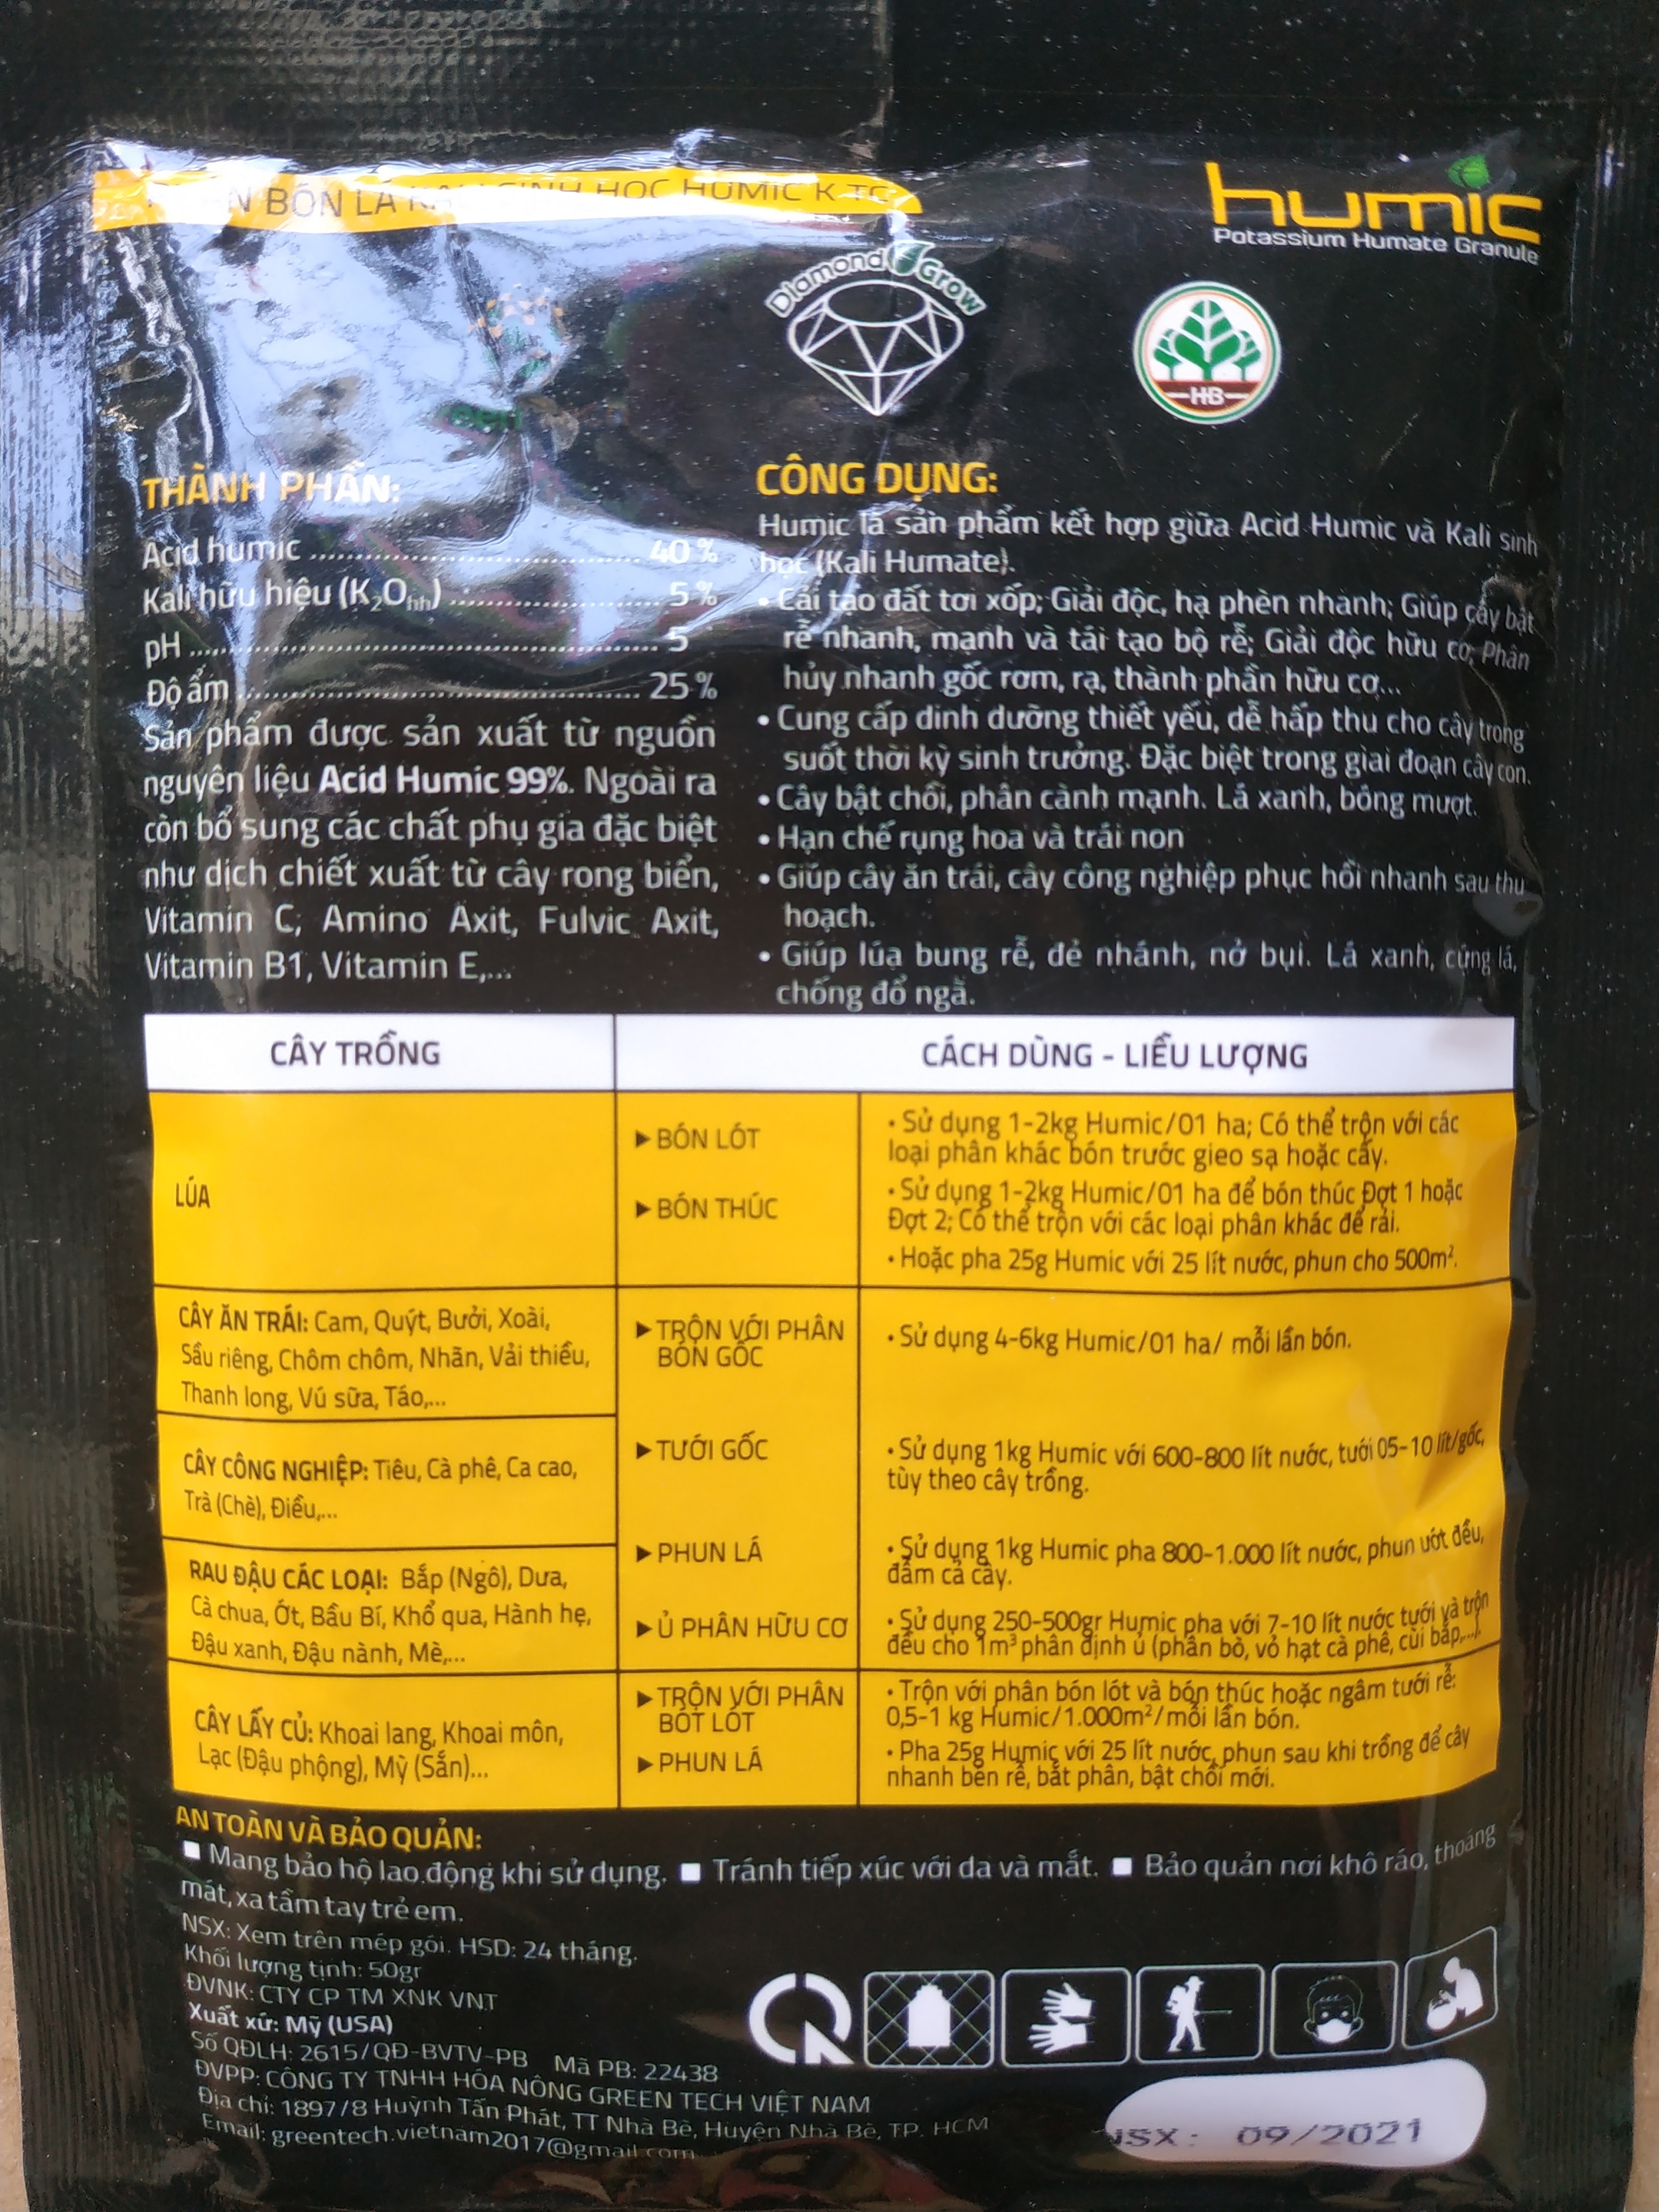 BÓN LÁ SINH HỌC HUMIC K-TC
humic
Potassium Humate Granule
Diamond Grow
HB
een
THÀNH PHẦN:
Acid humic .......... 40 %
Kali hữu hiệu (K₂Ohh) .......... 5 %
pH .......... 5
Độ ẩm .......... 25 %
Sản phẩm được sản xuất từ nguồn
nguyên liệu Acid Humic 99%. Ngoài ra
còn bổ sung các chất phụ gia đặc biệt
như dịch chiết xuất từ cây rong biển,
Vitamin C, Amino Axit, Fulvic Axit,
Vitamin B1, Vitamin E,...
CÔNG DỤNG:
Humic là sản phẩm kết hợp giữa Acid Humic và Kali sinh
học (Kali Humate).
• Cải tạo đất tơi xốp; Giải độc, hạ phèn nhanh; Giúp cây bật
rễ nhanh, mạnh và tái tạo bộ rễ; Giải độc hữu cơ; Phân
hủy nhanh gốc rơm, rạ, thành phần hữu cơ...
• Cung cấp dinh dưỡng thiết yếu, dễ hấp thu cho cây trong
suốt thời kỳ sinh trưởng. Đặc biệt trong giai đoạn cây con.
• Cây bật chồi, phân cành mạnh. Lá xanh, bóng mượt.
• Hạn chế rụng hoa và trái non
• Giúp cây ăn trái, cây công nghiệp phục hồi nhanh sau thu
hoạch.
• Giúp lúa bung rễ, đẻ nhánh, nở bụi. Lá xanh, cứng lá,
chống đổ ngã.
CÂY TRỒNG
CÁCH DÙNG - LIỀU LƯỢNG
LÚA
▶ BÓN LÓT
• Sử dụng 1-2kg Humic/01 ha; Có thể trộn với các
loại phân khác bón trước gieo sạ hoặc cấy.
▶ BÓN THÚC
• Sử dụng 1-2kg Humic/01 ha để bón thúc Đợt 1 hoặc
Đợt 2; Có thể trộn với các loại phân khác để rải.
• Hoặc pha 25g Humic với 25 lít nước, phun cho 500m².
CÂY ĂN TRÁI: Cam, Quýt, Bưởi, Xoài,
Sầu riêng, Chôm chôm, Nhãn, Vải thiều,
Thanh long, Vú sữa, Táo,...
CÂY CÔNG NGHIỆP: Tiêu, Cà phê, Ca cao,
Trà (Chè), Điều,...
RAU ĐẬU CÁC LOẠI: Bắp (Ngô), Dưa,
Cà chua, Ớt, Bầu Bí, Khổ qua, Hành hẹ,
Đậu xanh, Đậu nành, Mè,...
▶ TRỘN VỚI PHÂN
BÓN GỐC
• Sử dụng 4-6kg Humic/01 ha/ mỗi lần bón.
▶ TƯỚI GỐC
• Sử dụng 1kg Humic với 600-800 lít nước, tưới 05-10 lít/gốc,
tùy theo cây trồng.
▶ PHUN LÁ
• Sử dụng 1kg Humic pha 800-1.000 lít nước, phun ướt đều,
đẫm cả cây.
▶ Ủ PHÂN HỮU CƠ
• Sử dụng 250-500gr Humic pha với 7-10 lít nước tưới và trộn
đều cho 1m³ phân định ủ (phân bò, vỏ hạt cà phê, cùi bắp,...).
CÂY LẤY CỦ: Khoai lang, Khoai môn,
Lạc (Đậu phộng), Mỳ (Sắn)...
▶ TRỘN VỚI PHÂN
BÓT LÓT
• Trộn với phân bón lót và bón thúc hoặc ngâm tưới rễ:
0,5-1 kg Humic/1.000m²/mỗi lần bón.
▶ PHUN LÁ
• Pha 25g Humic với 25 lít nước, phun sau khi trồng để cây
nhanh bén rễ, bắt phân, bật chồi mới.
AN TOÀN VÀ BẢO QUẢN:
■ Mang bảo hộ lao động khi sử dụng. ■ Tránh tiếp xúc với da và mắt. ■ Bảo quản nơi khô ráo, thoáng
mát, xa tầm tay trẻ em.
NSX: Xem trên mép gói. HSD: 24 tháng.
Khối lượng tịnh: 50gr
ĐVNK: CTY CP TM XNK VNT
Xuất xứ: Mỹ (USA)
Số QĐLH: 2615/QĐ-BVTV-PB Mã PB: 22438
ĐVPP: CÔNG TY TNHH HÓA NÔNG GREEN TECH VIỆT NAM
Địa chỉ: 1897/8 Huỳnh Tấn Phát, TT Nhà Bè, Huyện Nhà Bè, TP. HCM
Email: greentech.vietnam2017@gmail.com
NSX: 09/2021